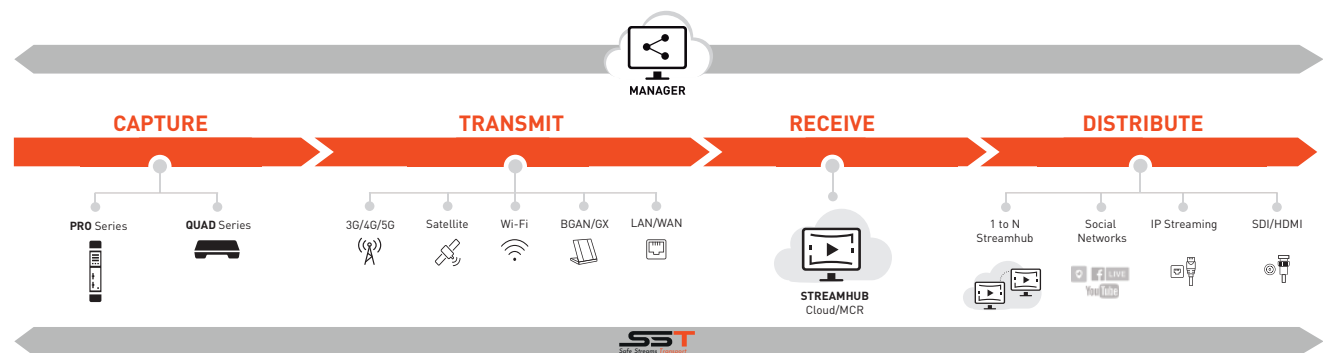 MANAGER
CAPTURE
TRANSMIT
RECEIVE
DISTRIBUTE
PRO Series
QUAD Series
3G/4G/5G
Satellite
Wi-Fi
BGAN/GX
LAN/WAN
STREAMHUB
Cloud/MCR
1 to N
Streamhub
Social
Networks
LIVE
YouTube
IP Streaming
SDI/HDMI
SST
Safe Streams Transport